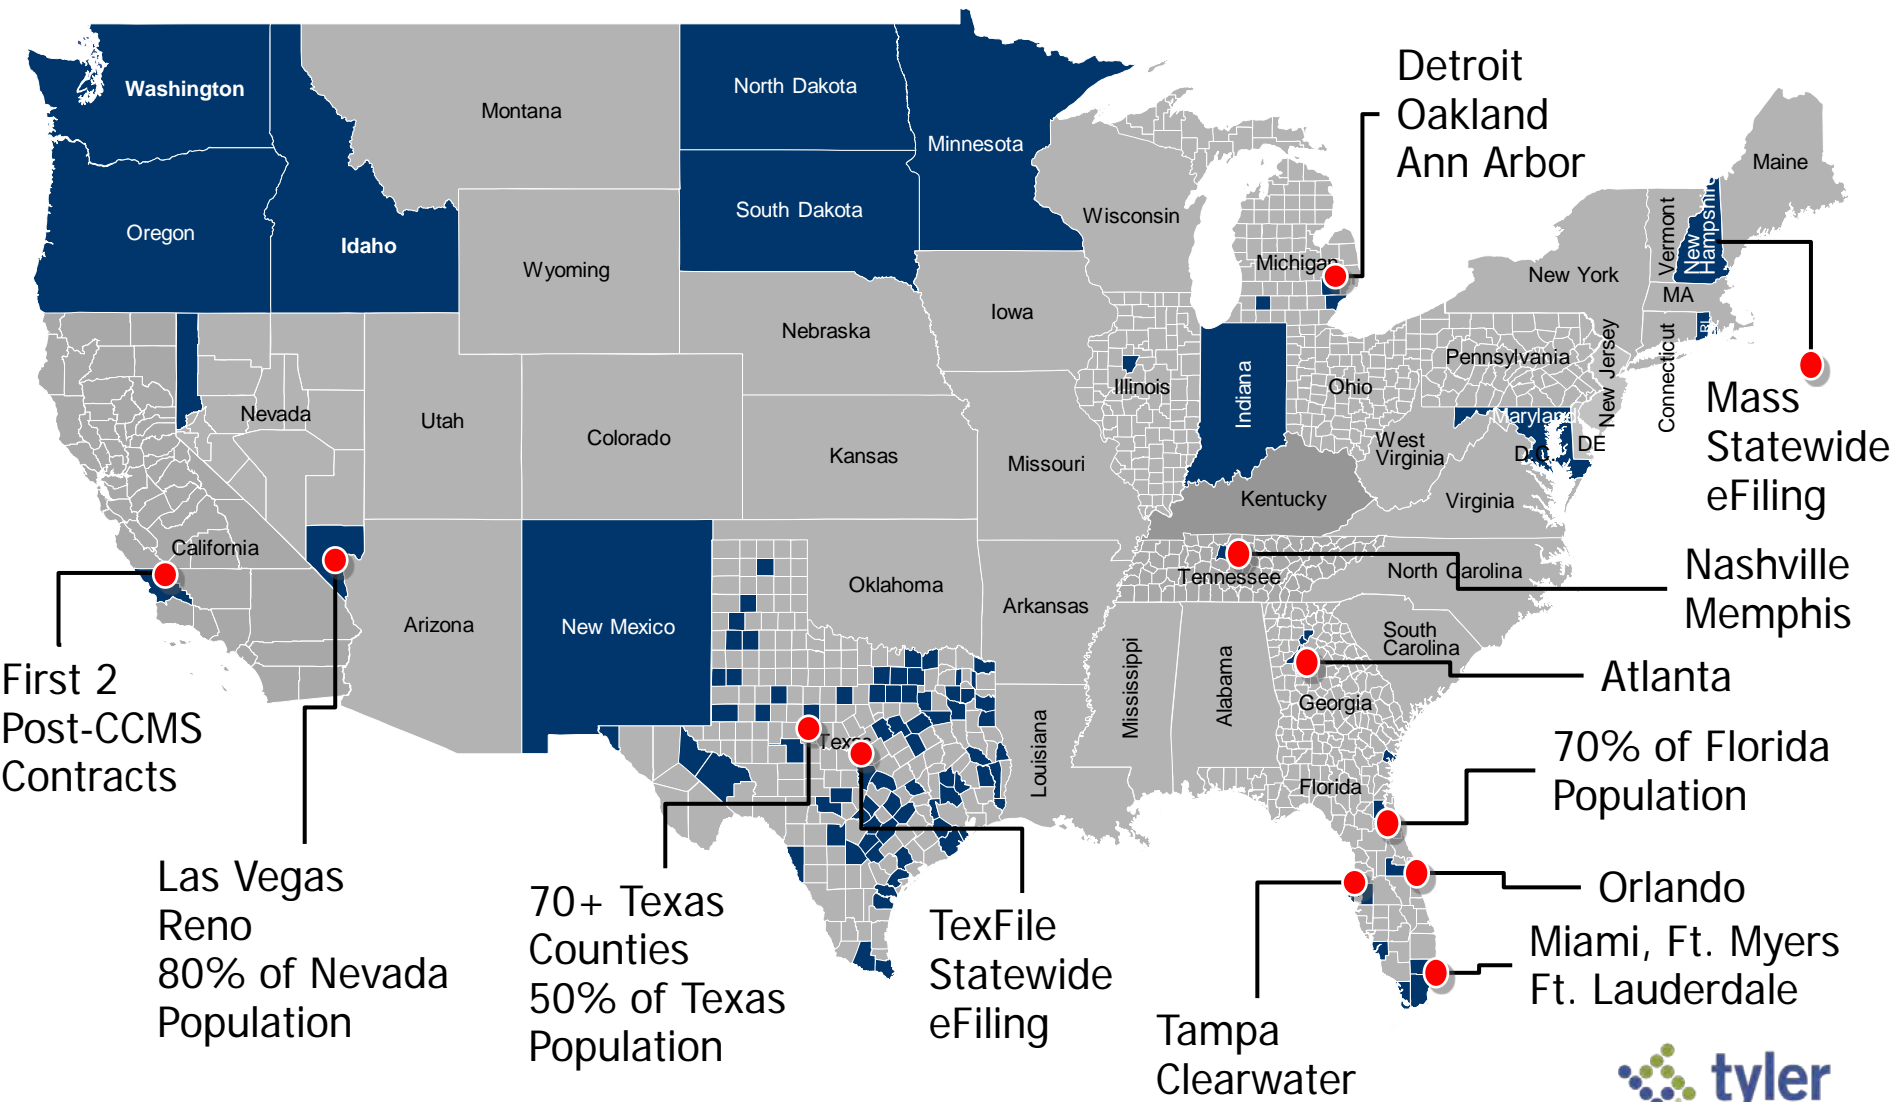 Washington
Montana
North Dakota
Minnesota
Oregon
Idaho
South Dakota
Wyoming
Wisconsin
Michigan
Maine
Vermont
New
Hampshire
New York
MA
RI
Connecticut
New Jersey
Nebraska
Iowa
Nevada
Utah
Colorado
Kansas
Missouri
Illinois
Indiana
Ohio
Pennsylvania
Maryland
D.C.
DE
West
Virginia
Virginia
Kentucky
California
Arizona
New Mexico
Oklahoma
Arkansas
Tennessee
North Carolina
South
Carolina
Mississippi
Alabama
Georgia
Louisiana
Texas
Florida
Detroit
Oakland
Ann Arbor
Mass
Statewide
eFiling
Nashville
Memphis
Atlanta
70% of Florida
Population
Orlando
Miami, Ft. Myers
Ft. Lauderdale
Tampa
Clearwater
TexFile
Statewide
eFiling
70+ Texas
Counties
50% of Texas
Population
Las Vegas
Reno
80% of Nevada
Population
First 2
Post-CCMS
Contracts
tyler